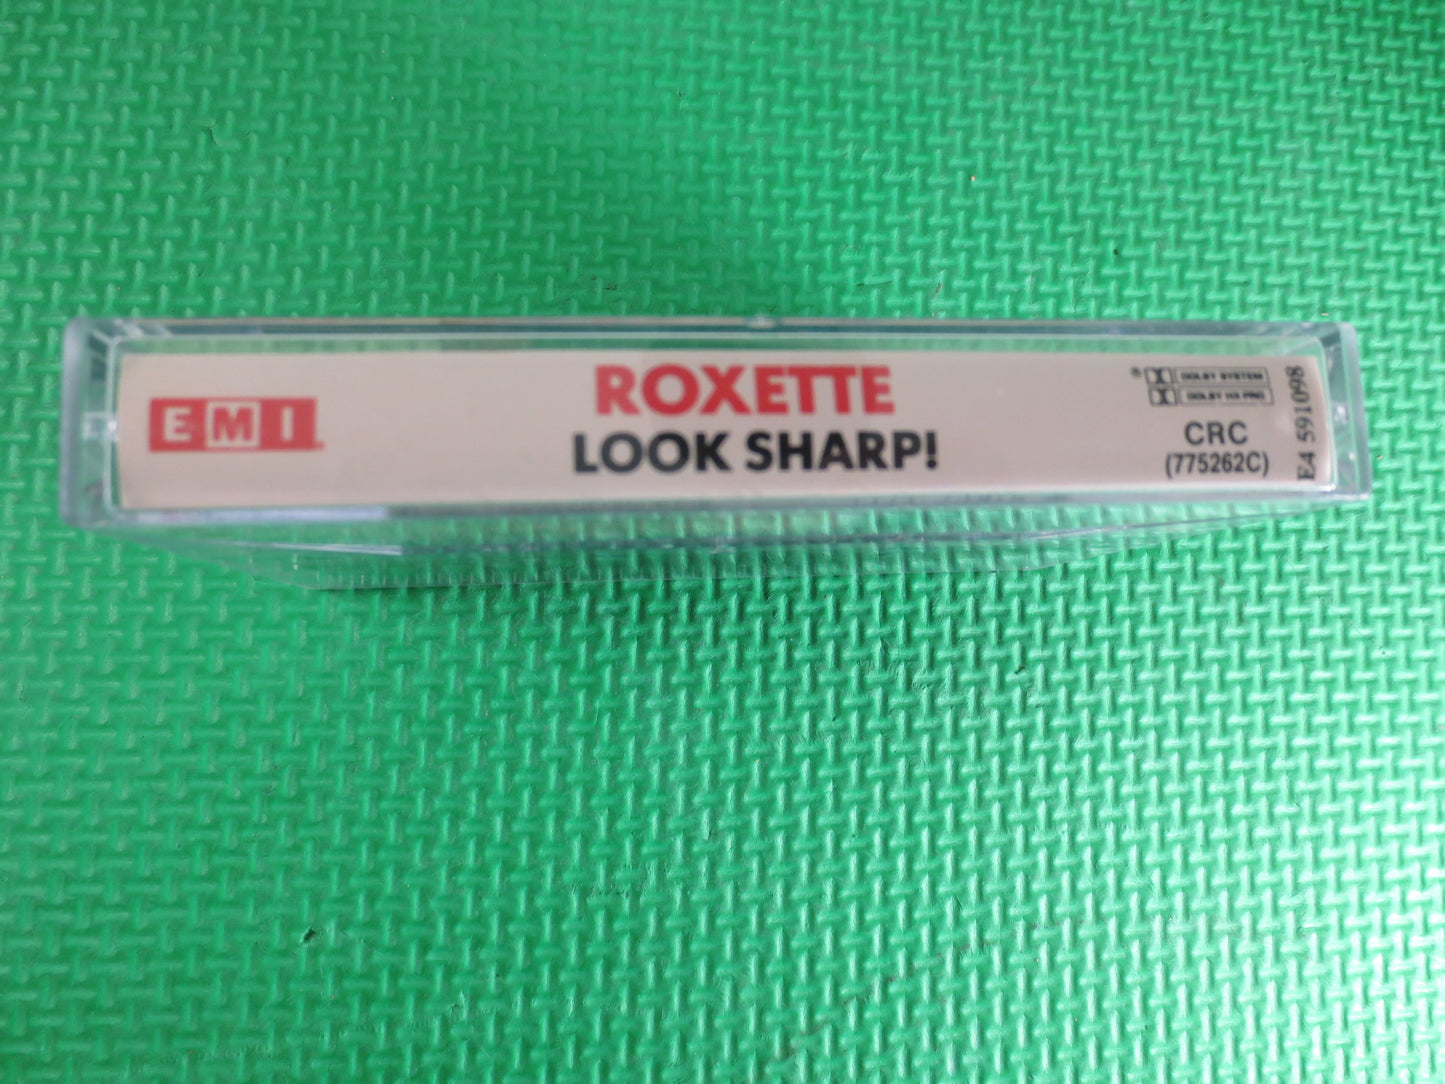 EMI
ROXETTE
LOOK SHARP!
® DOLBY SYSTEM
DOLBY HX PRO
CRC
(775262C)
E4 591098